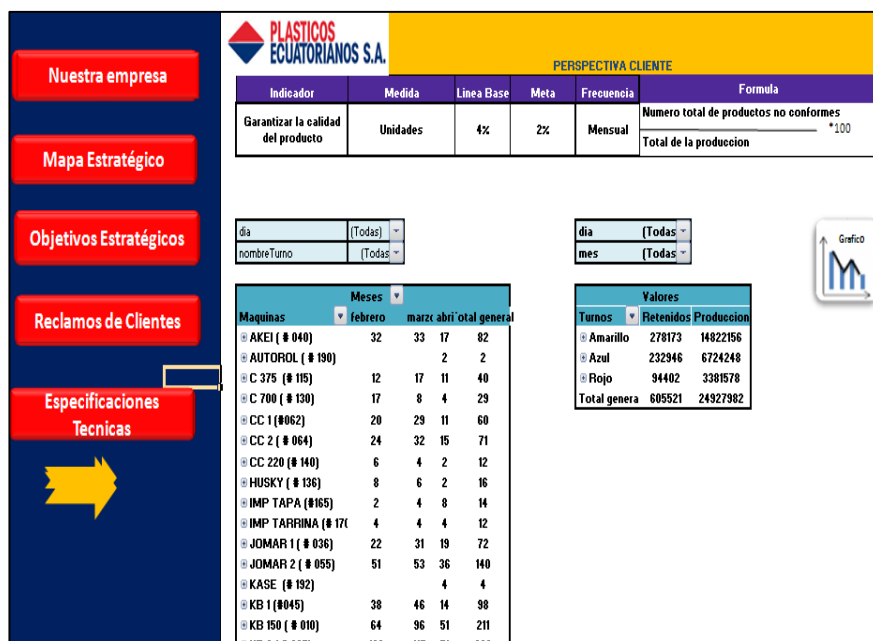 PLASTICOS
ECUATORIANOS S.A.
PERSPECTIVA CLIENTE
Nuestra empresa
Mapa Estratégico
Objetivos Estratégicos
Reclamos de Clientes
Especificaciones
Tecnicas
Indicador Medida Linea Base Meta Frecuencia Formula
Garantizar la calidad
del producto Unidades 4% 2% Mensual
Numero total de productos no conformes
*100
Total de la produccion
dia (Todas)
nombreTurno (Todas
dia (Todas
mes (Todas
Grafico
Meses
Maquinas febrero marzo abri otal general
AKEI ( # 040) 32 33 17 82
AUTOROL ( # 190) 2 2
C 375 (# 115) 12 17 11 40
C 700 ( # 130) 17 8 4 29
CC 1 (#062) 20 29 11 60
CC 2 ( # 064) 24 32 15 71
CC 220 (# 140) 6 4 2 12
HUSKY ( # 136) 8 6 2 16
IMP TAPA (#165) 2 4 8 14
IMP TARRINA (# 17( 4 4 4 12
JOMAR 1 ( # 036) 22 31 19 72
JOMAR 2 ( # 055) 51 53 36 140
KASE (# 192) 4 4
KB 1 (#045) 38 46 14 98
KB 150 ( # 010) 64 96 51 211
Valores
Turnos Retenidos Produccion
Amarillo 278173 14822156
Azul 232946 6724248
Rojo 94402 3381578
Total genera 605521 24927982